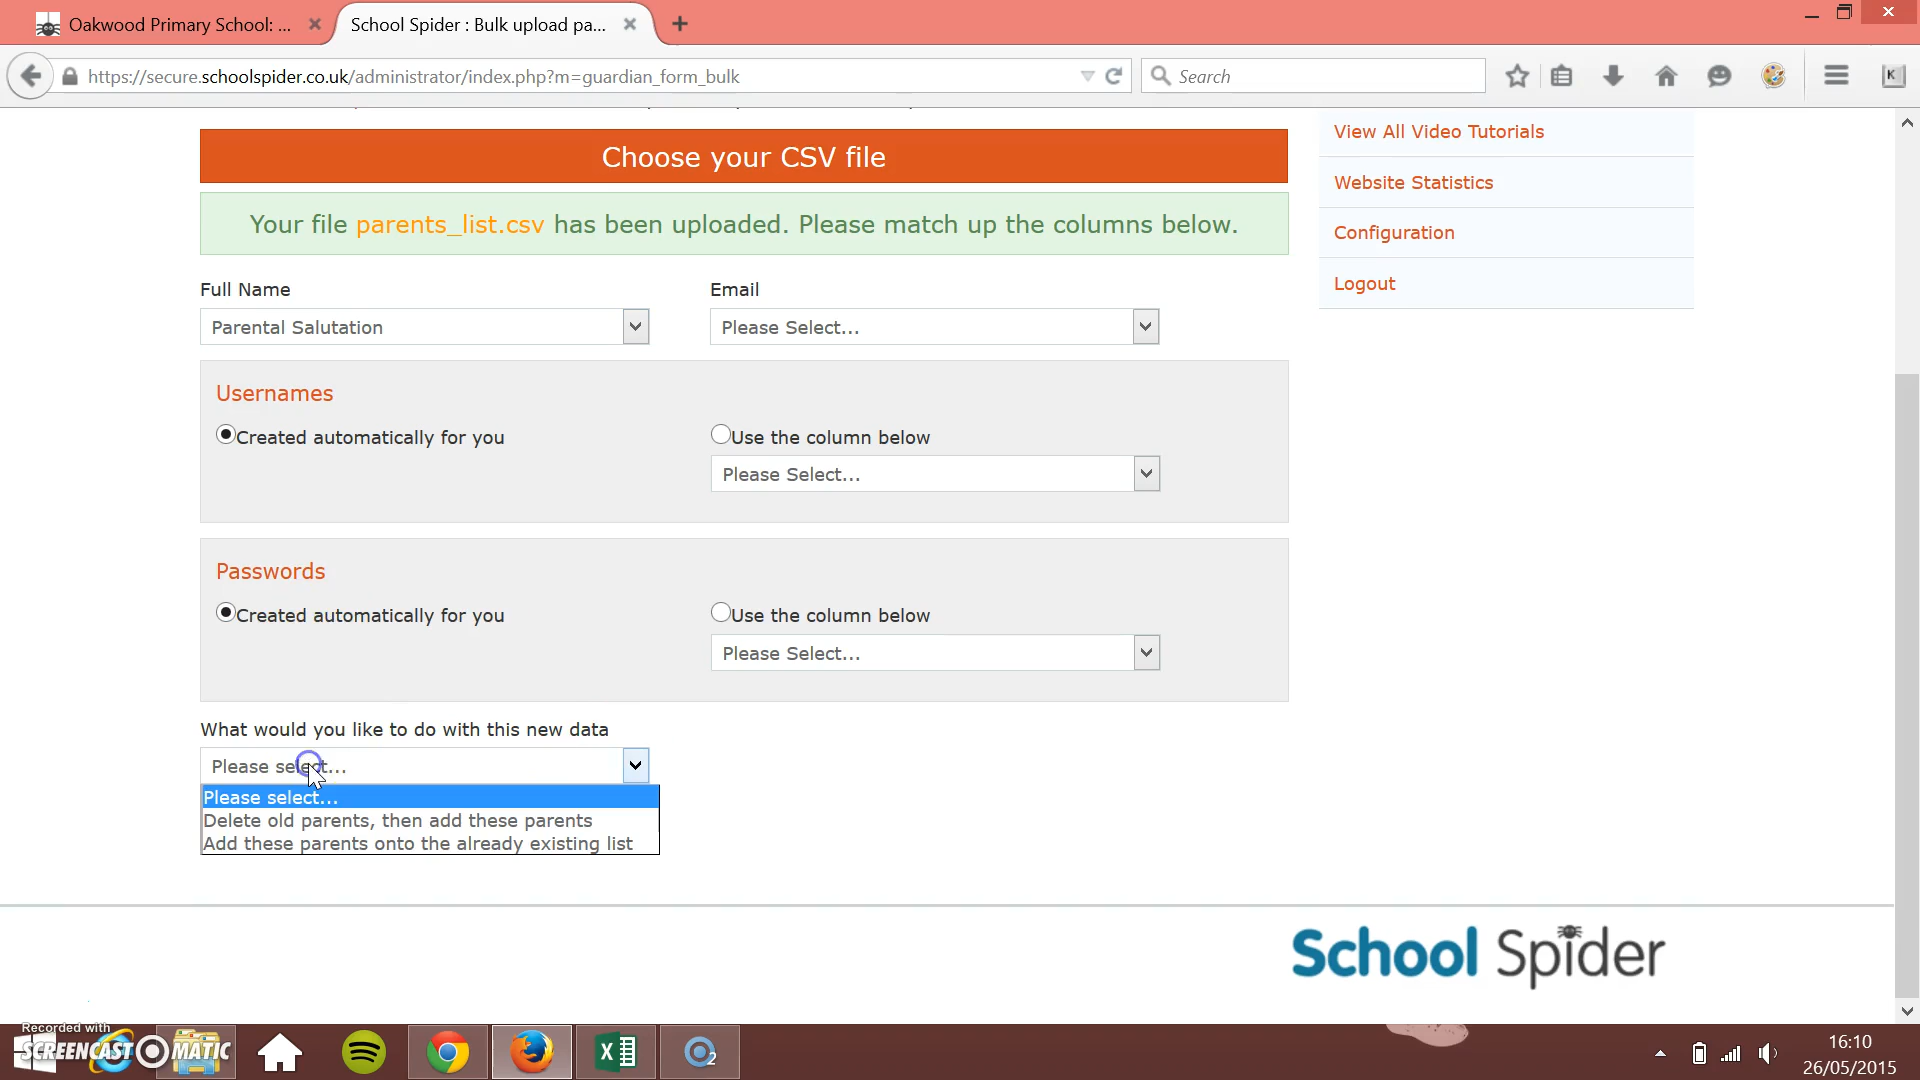 Oakwood Primary School: ...
School Spider : Bulk upload pa...
https://secure.schoolspider.co.uk/administrator/index.php?m=guardian_form_bulk
Search
K
Choose your CSV file
Your file parents_list.csv has been uploaded. Please match up the columns below.
Full Name
Email
Parental Salutation
Please Select...
Usernames
Created automatically for you
Use the column below
Please Select...
Passwords
Created automatically for you
Use the column below
Please Select...
What would you like to do with this new data
Please select...
Please select...
Delete old parents, then add these parents
Add these parents onto the already existing list
View All Video Tutorials
Website Statistics
Configuration
Logout
School Spider
Recorded with
SCREENCAST MATIC
2
16:10
26/05/2015